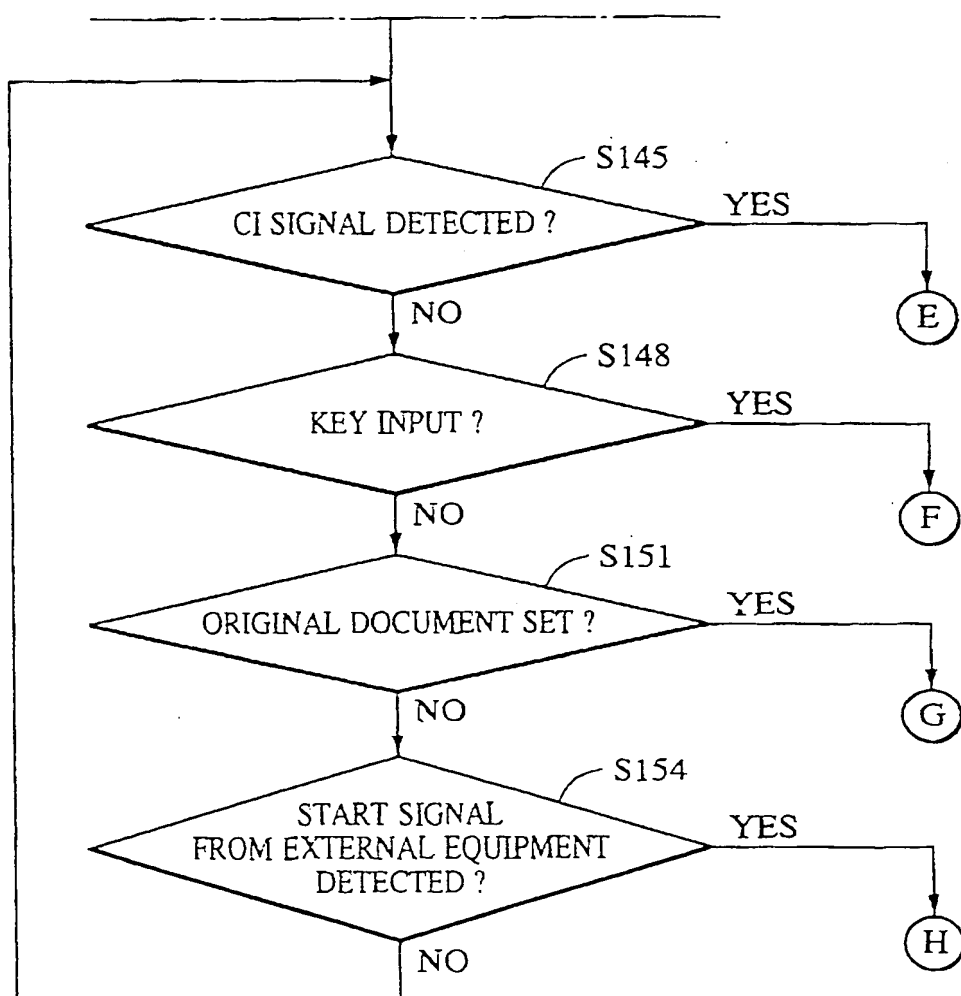 S145
CI SIGNAL DETECTED ?
YES
E
NO
S148
KEY INPUT ?
YES
F
NO
S151
ORIGINAL DOCUMENT SET ?
YES
G
NO
S154
START SIGNAL
FROM EXTERNAL EQUIPMENT
DETECTED ?
YES
H
NO